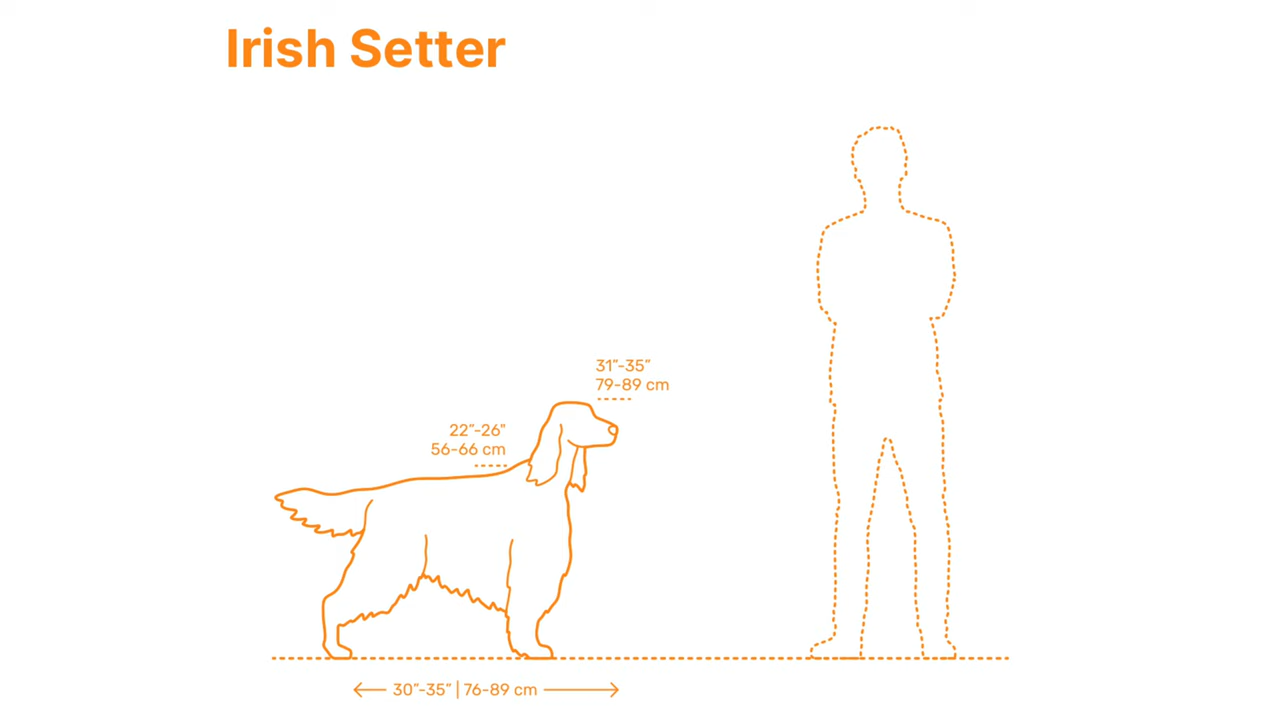 Irish Setter
31”-35”
79-89 cm
22”-26”
56-66 cm
30”-35” | 76-89 cm